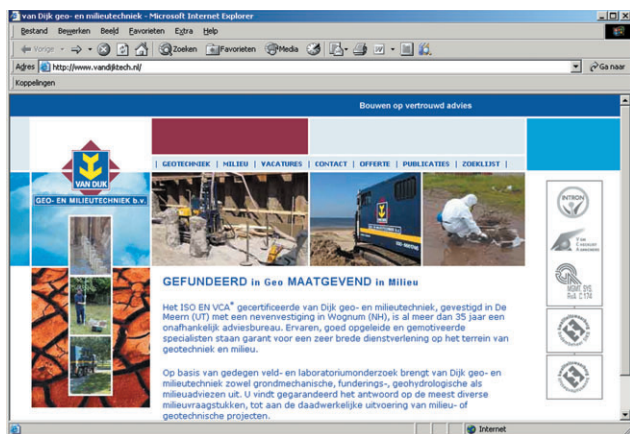 van Dijk geo- en milieutechniek - Microsoft Internet Explorer
Bestand Bewerken Beeld Favorieten Extra Help
Vorige Zoeken Favorieten Media
Adres http://www.vandijktech.nl/ Ga naar
Koppelingen
Bouwen op vertrouwd advies
| GEOTECHNIEK | MILIEU | VACATURES | CONTACT | OFFERTE | PUBLICATIES | ZOEKLIJST |
VAN DIJK
GEO- EN MILIEUTECHNIEK b.v.
INTRON
GEFUNDEERD in Geo MAATGEVEND in Milieu
Het ISO EN VCA* gecertificeerde van Dijk geo- en milieutechniek, gevestigd in De
Meern (UT) met een nevenvestiging in Wognum (NH), is al meer dan 35 jaar een
onafhankelijk adviesbureau. Ervaren, goed opgeleide en gemotiveerde
specialisten staan garant voor een zeer brede dienstverlening op het terrein van
geotechniek en milieu.
Op basis van gedegen veld- en laboratoriumonderzoek brengt van Dijk geo- en
milieutechniek zowel grondmechanische, funderings-, geohydrologische als
milieuadviezen uit. U vindt gegarandeerd het antwoord op de meest diverse
milieuvraagstukken, tot aan de daadwerkelijke uitvoering van milieu- of
geotechnische projecten.
MGMT. SYS.
RvA C 174
Internet